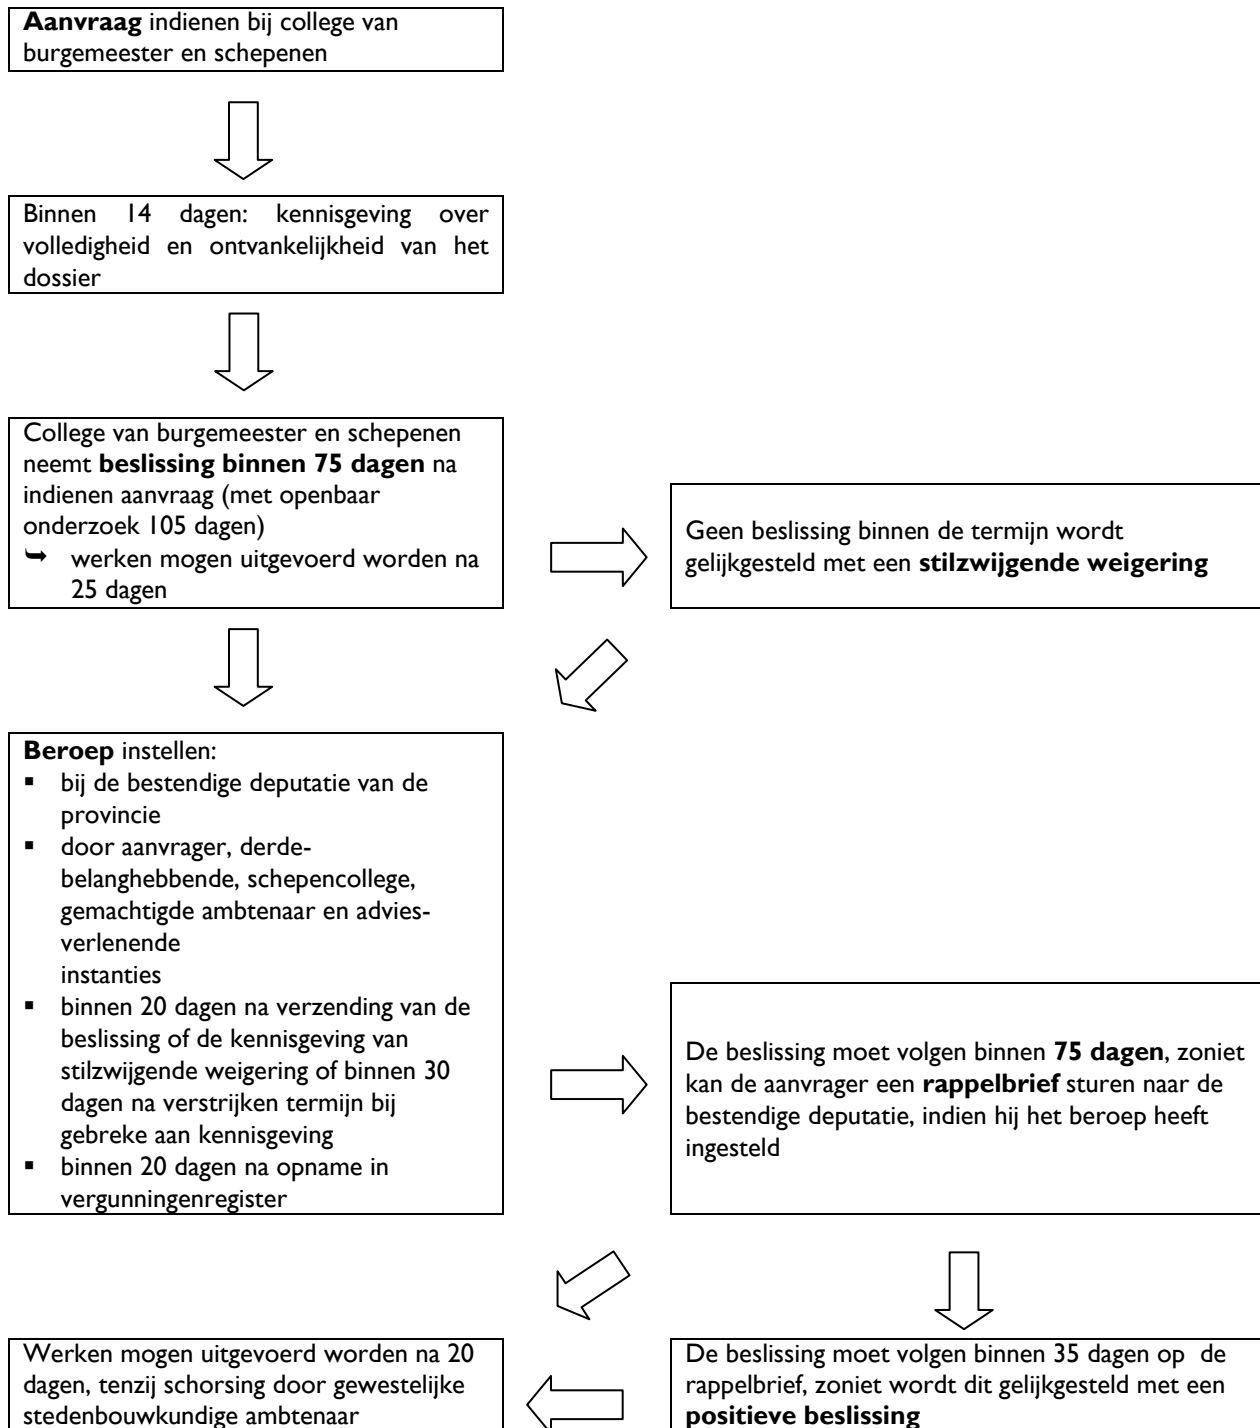 Aanvraag indienen bij college van
burgemeester en schepenen
Binnen 14 dagen: kennisgeving over
volledigheid en ontvankelijkheid van het
dossier
College van burgemeester en schepenen
neemt beslissing binnen 75 dagen na
indienen aanvraag (met openbaar
onderzoek 105 dagen)
➥ werken mogen uitgevoerd worden na
25 dagen
Geen beslissing binnen de termijn wordt
gelijkgesteld met een stilzwijgende weigering
Beroep instellen:
▪ bij de bestendige deputatie van de
provincie
▪ door aanvrager, derde-
belanghebbende, schepencollege,
gemachtigde ambtenaar en advies-
verlenende
instanties
▪ binnen 20 dagen na verzending van de
beslissing of de kennisgeving van
stilzwijgende weigering of binnen 30
dagen na verstrijken termijn bij
gebreke aan kennisgeving
▪ binnen 20 dagen na opname in
vergunningenregister
De beslissing moet volgen binnen 75 dagen, zoniet
kan de aanvrager een rappelbrief sturen naar de
bestendige deputatie, indien hij het beroep heeft
ingesteld
Werken mogen uitgevoerd worden na 20
dagen, tenzij schorsing door gewestelijke
stedenbouwkundige ambtenaar
De beslissing moet volgen binnen 35 dagen op de
rappelbrief, zoniet wordt dit gelijkgesteld met een
positieve beslissing